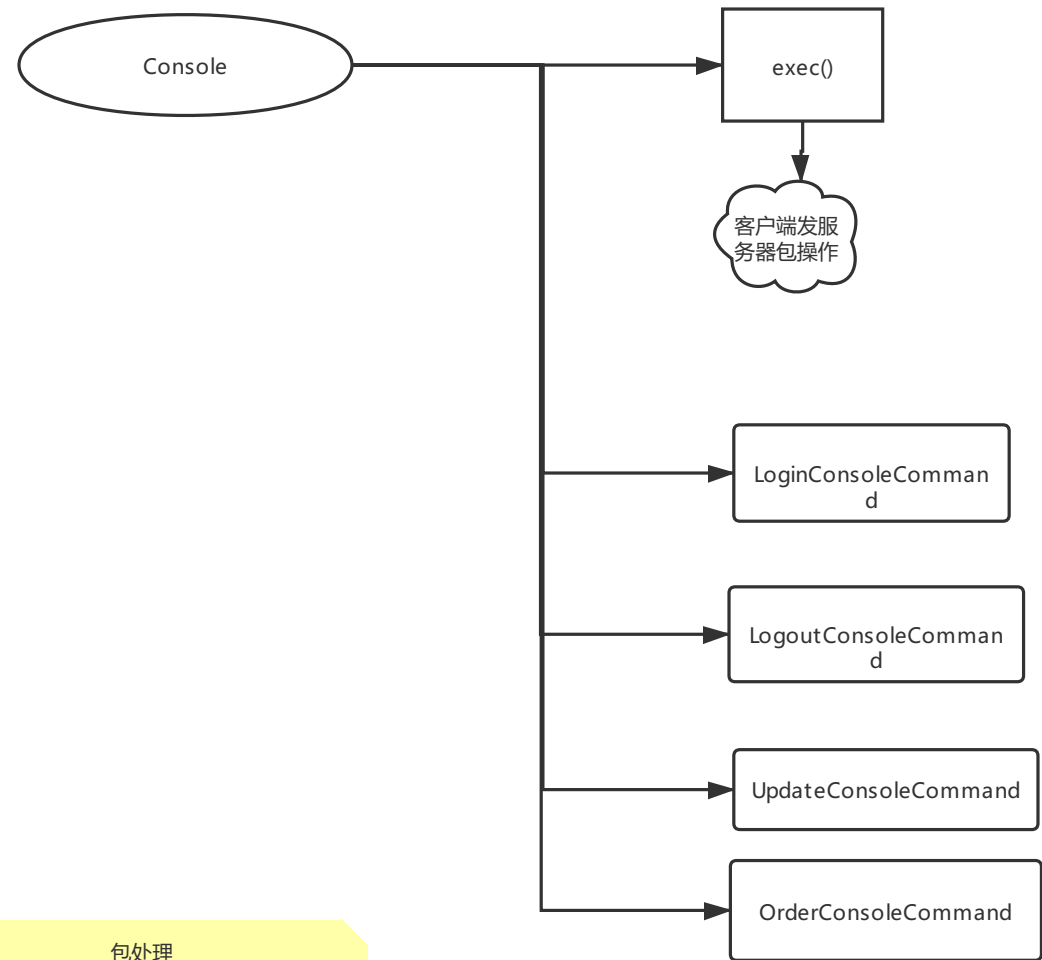 Console
exec()
客户端发服
务器包操作
LoginConsoleComman
d
LogoutConsoleComman
d
UpdateConsoleCommand
OrderConsoleCommand
包处理